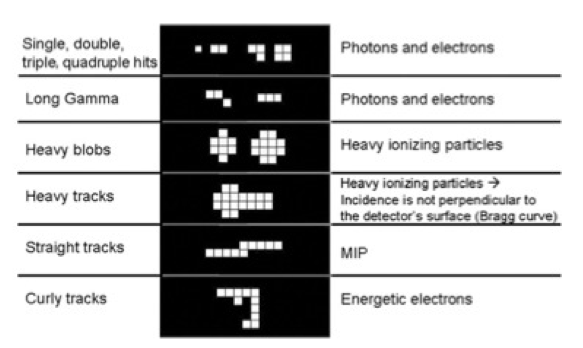 Single, double,
triple, quadruple hits
Photons and electrons
Long Gamma
Photons and electrons
Heavy blobs
Heavy ionizing particles
Heavy tracks
Heavy ionizing particles →
Incidence is not perpendicular to
the detector's surface (Bragg curve)
Straight tracks
MIP
Curly tracks
Energetic electrons